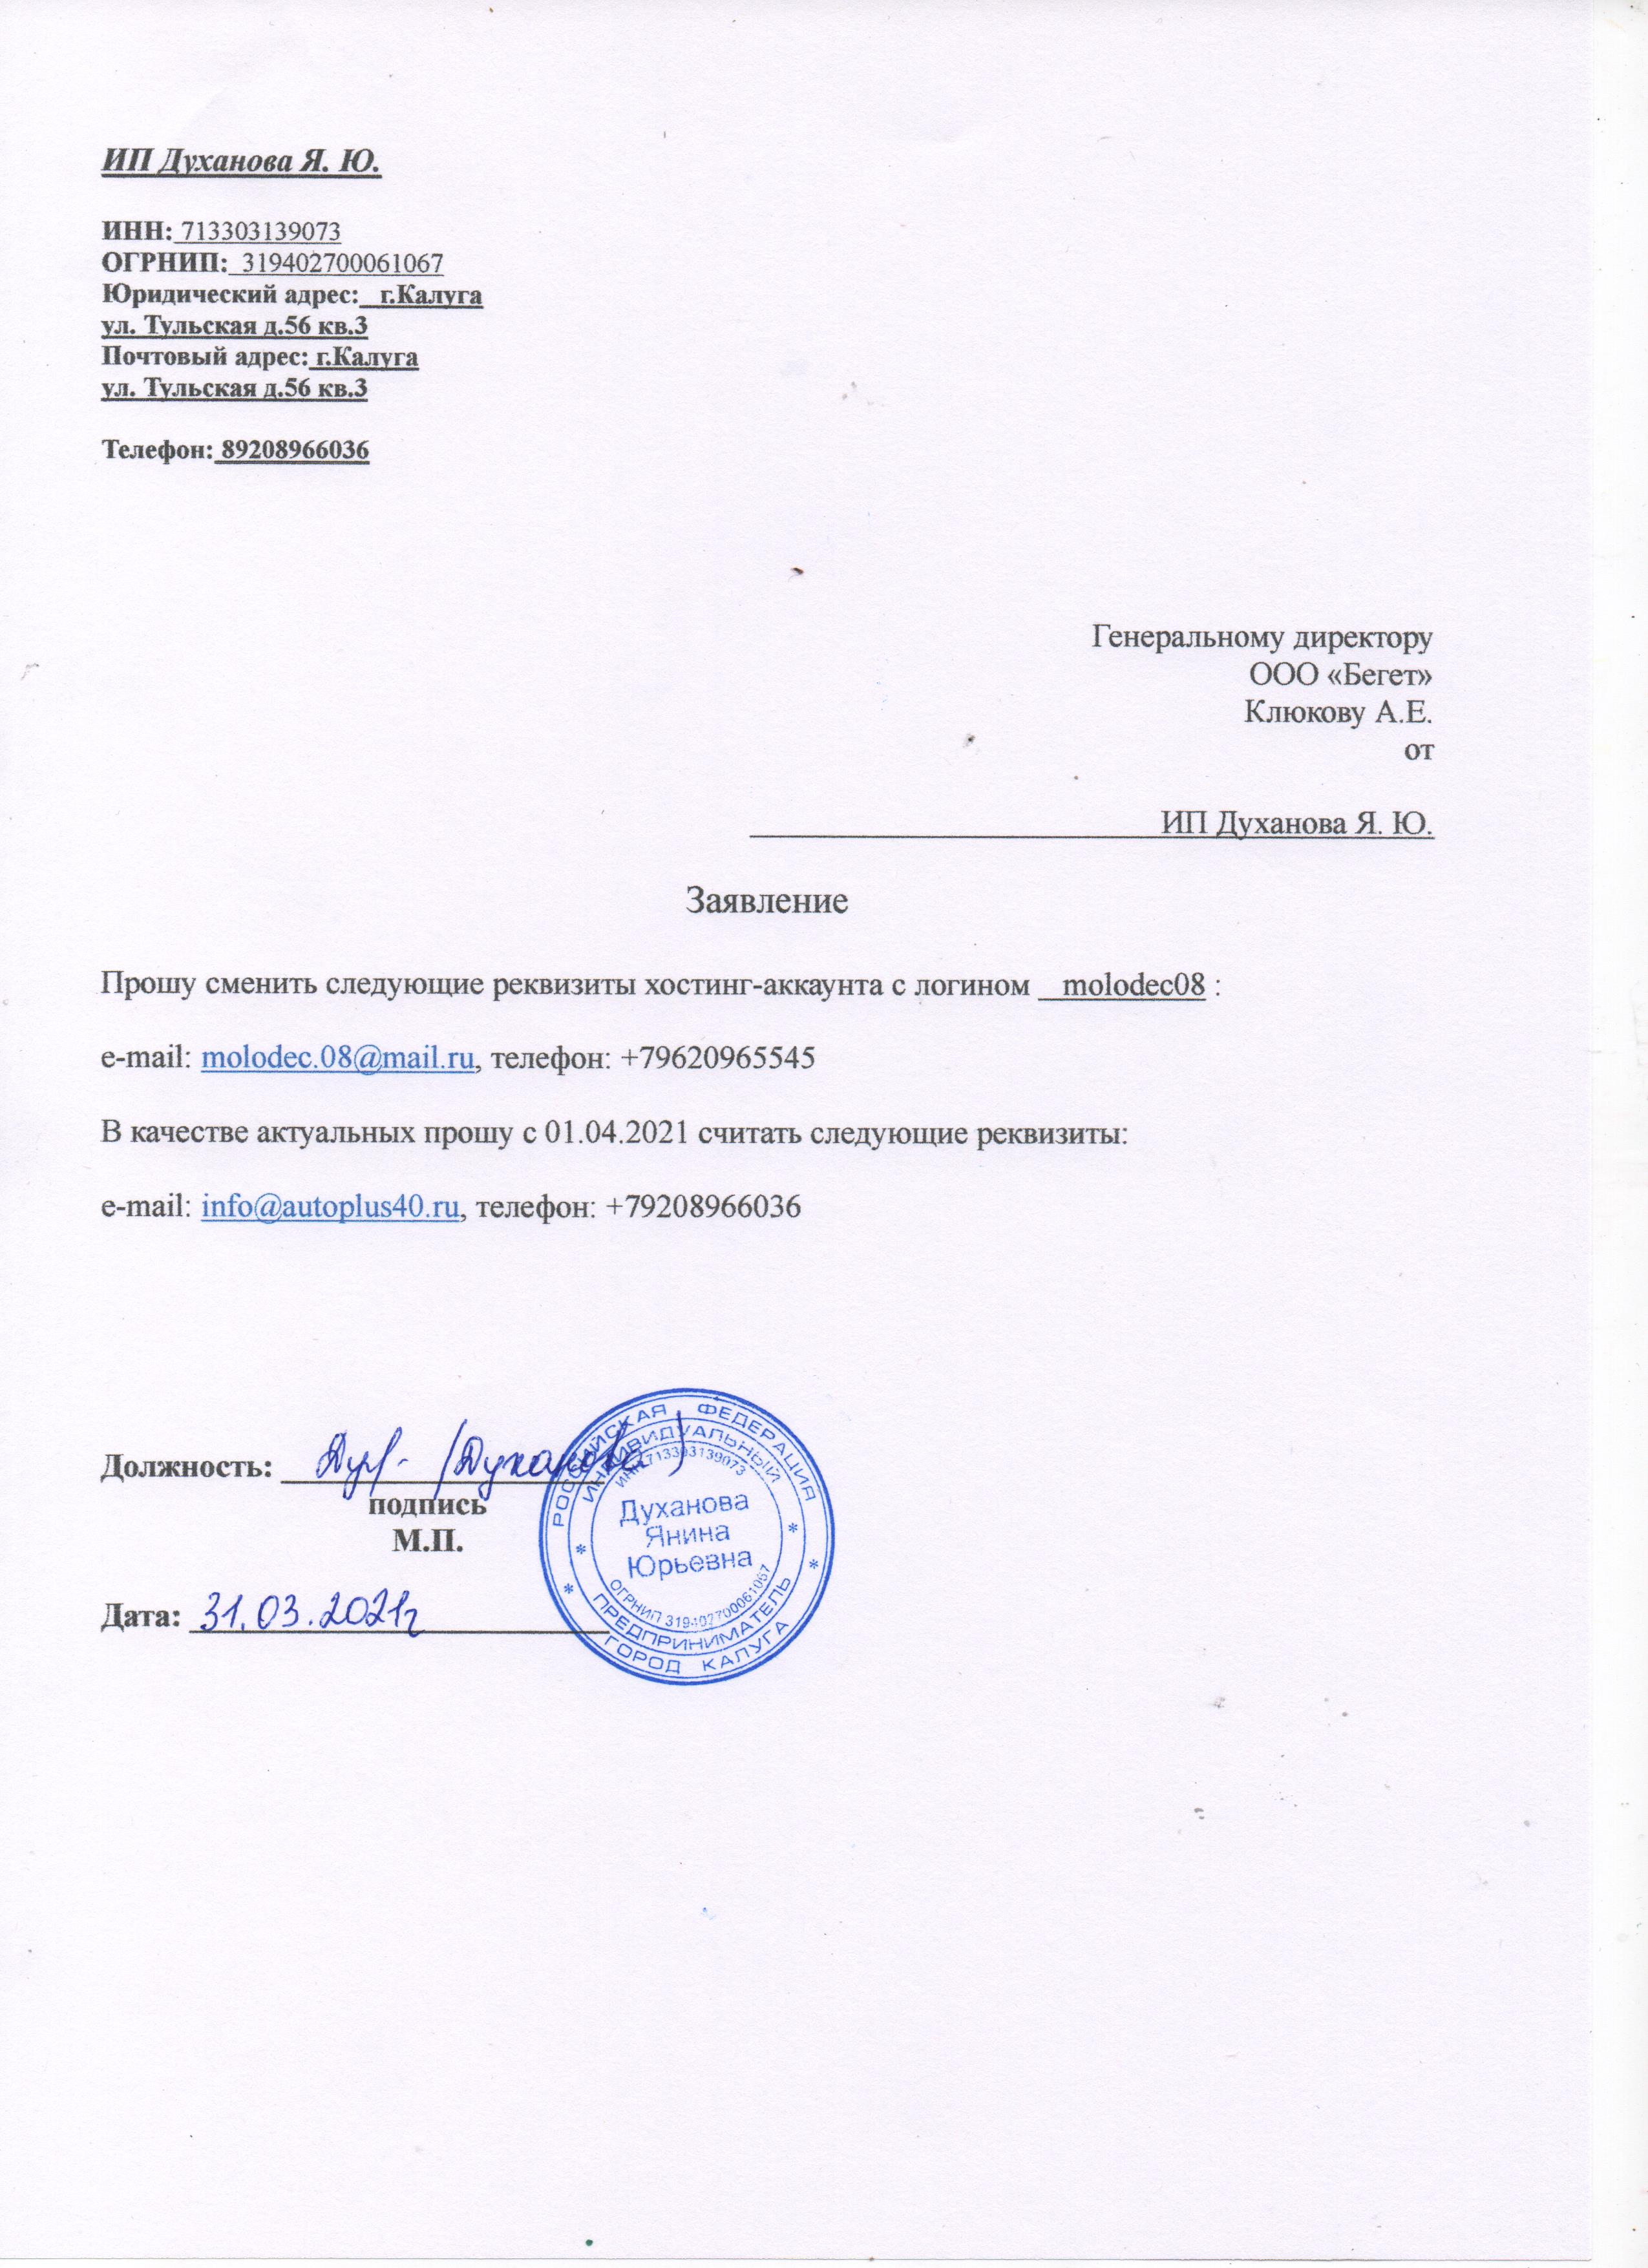 ИП Духанова Я. Ю.
ИНН: 713303139073
ОГРНИП: 319402700061067
Юридический адрес: г.Калуга
ул. Тульская д.56 кв.3
Почтовый адрес: г.Калуга
ул. Тульская д.56 кв.3
Телефон: 89208966036
Генеральному директору
ООО «Бегет»
Клюкову А.Е.
от
ИП Духанова Я. Ю.
Заявление
Прошу сменить следующие реквизиты хостинг-аккаунта с логином molodec08 :
e-mail: molodec.08@mail.ru, телефон: +79620965545
В качестве актуальных прошу с 01.04.2021 считать следующие реквизиты:
e-mail: info@autoplus40.ru, телефон: +79208966036
Должность: (Духанова)
подпись
М.П.
Дата: 31.03.2021г
РОССИЙСКАЯ ФЕДЕРАЦИЯ
ИНДИВИДУАЛЬНЫЙ
ИНН 713303139073
Духанова
Янина
Юрьевна
ОГРНИП 319402700061067
ПРЕДПРИНИМАТЕЛЬ
ГОРОД КАЛУГА